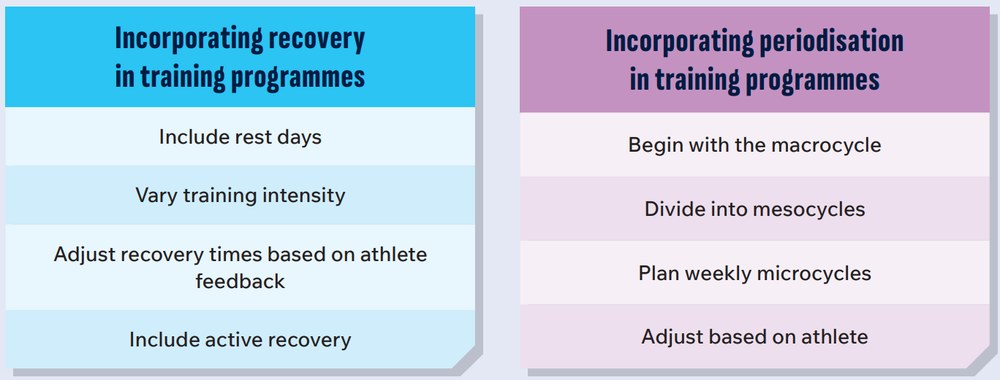 Incorporating recovery
in training programmes
Include rest days
Vary training intensity
Adjust recovery times based on athlete
feedback
Include active recovery
Incorporating periodisation
in training programmes
Begin with the macrocycle
Divide into mesocycles
Plan weekly microcycles
Adjust based on athlete